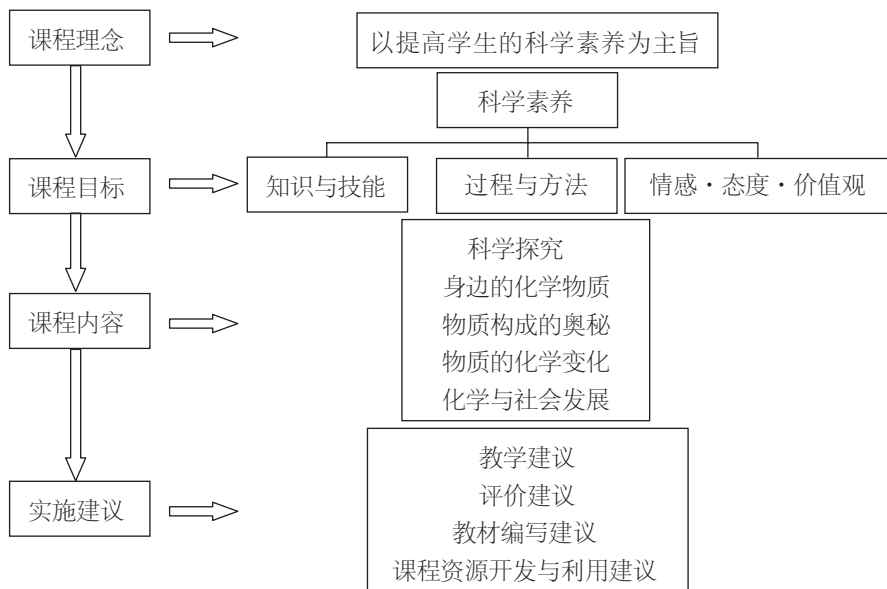 课程理念
以提高学生的科学素养为主旨
科学素养
课程目标
知识与技能
过程与方法
情感·态度·价值观
课程内容
科学探究
身边的化学物质
物质构成的奥秘
物质的化学变化
化学与社会发展
实施建议
教学建议
评价建议
教材编写建议
课程资源开发与利用建议